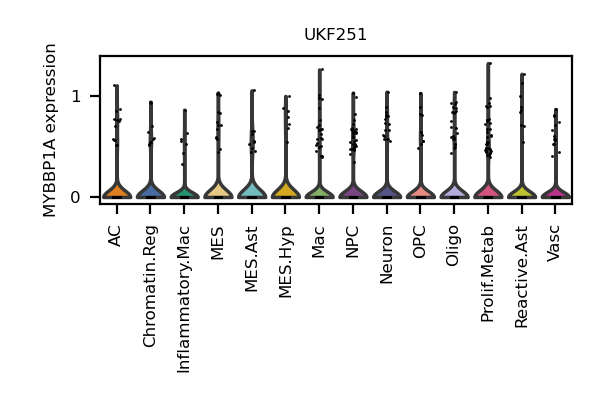 UKF251
MYBBP1A expression
1
0
AC
Chromatin.Reg
Inflammatory.Mac
MES
MES.Ast
MES.Hyp
Mac
NPC
Neuron
OPC
Oligo
Prolif.Metab
Reactive.Ast
Vasc